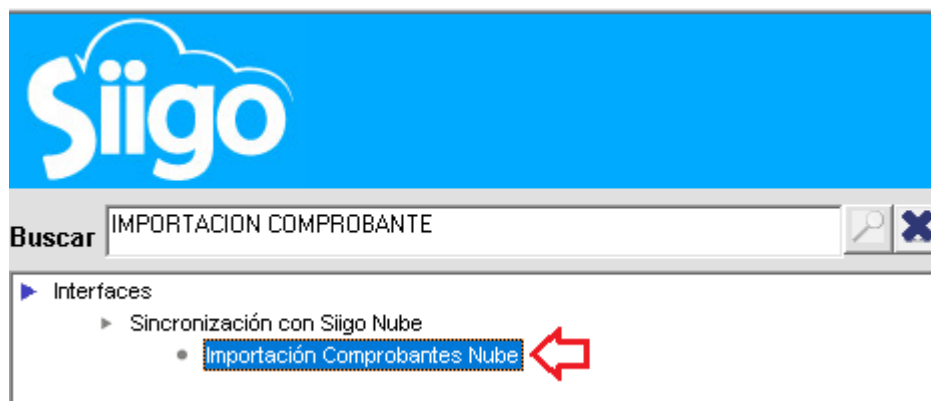 Siigo
Buscar IMPORTACION COMPROBANTE
Interfaces
Sincronización con Siigo Nube
Importación Comprobantes Nube